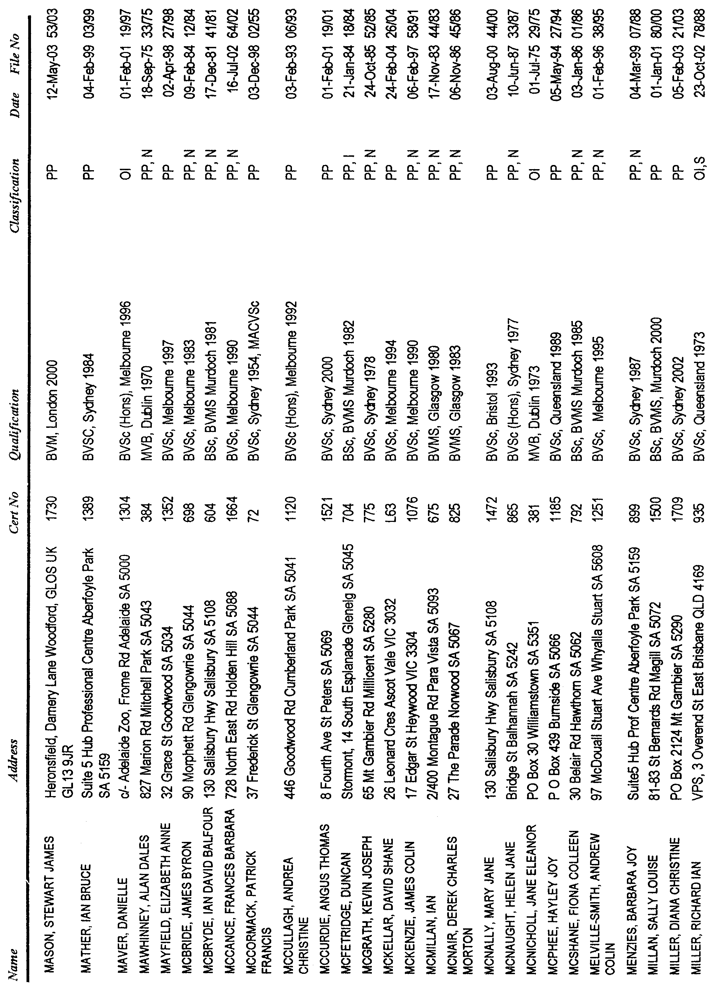 Name Address Cert No Qualification Classification Date File No
MASON, STEWART JAMES Heronsfield, Damery Lane Woodford, GLOS UK 1730 BVM, London 2000 PP 12-May-03 53/03
GL13 9JR
MATHER, IAN BRUCE Suite 5 Hub Professional Centre Aberfoyle Park 1389 BVSC, Sydney 1984 PP 04-Feb-99 03/99
SA 5159
MAVER, DANIELLE c/- Adelaide Zoo, Frome Rd Adelaide SA 5000 1304 BVSc (Hons), Melbourne 1996 OI 01-Feb-01 19/97
MAWHINNEY, ALAN DALES 827 Marion Rd Mitchell Park SA 5043 384 MVB, Dublin 1970 PP, N 18-Sep-75 33/75
MAYFIELD, ELIZABETH ANNE 32 Grace St Goodwood SA 5034 1352 BVSc, Melbourne 1997 PP 02-Apr-98 27/98
MCBRIDE, JAMES BYRON 90 Morphett Rd Glengowrie SA 5044 698 BVSc, Melbourne 1983 PP, N 09-Feb-84 12/84
MCBRYDE, IAN DAVID BALFOUR 130 Salisbury Hwy Salisbury SA 5108 604 BSc, BVMS Murdoch 1981 PP, N 17-Dec-81 41/81
MCCANCE, FRANCES BARBARA 728 North East Rd Holden Hill SA 5088 1664 BVSc, Melbourne 1990 PP, N 16-Jul-02 64/02
MCCORMACK, PATRICK 37 Frederick St Glengowrie SA 5044 72 BVSc, Sydney 1954, MACVSc PP 03-Dec-98 02/55
FRANCIS
MCCULLAGH, ANDREA 446 Goodwood Rd Cumberland Park SA 5041 1120 BVSc (Hons), Melbourne 1992 PP 03-Feb-93 06/93
CHRISTINE
MCCURDIE, ANGUS THOMAS 8 Fourth Ave St Peters SA 5069 1521 BVSc, Sydney 2000 PP 01-Feb-01 19/01
MCFETRIDGE, DUNCAN Stormont, 14 South Esplanade Glenelg SA 5045 704 BSc, BVMS Murdoch 1982 PP, I 21-Jan-84 18/84
MCGRATH, KEVIN JOSEPH 65 Mt Gambier Rd Millicent SA 5280 775 BVSc, Sydney 1978 PP, N 24-Oct-85 52/85
MCKELLAR, DAVID SHANE 26 Leonard Cres Ascot Vale VIC 3032 L63 BVSc, Melbourne 1994 PP 24-Feb-04 26/04
MCKENZIE, JAMES COLIN 17 Edgar St Heywood VIC 3304 1076 BVSc, Melbourne 1990 PP, N 06-Feb-97 58/91
MCMILLAN, IAN 2/400 Montague Rd Para Vista SA 5093 675 BVMS, Glasgow 1980 PP, N 17-Nov-83 44/83
MCNAIR, DEREK CHARLES 27 The Parade Norwood SA 5067 825 BVMS, Glasgow 1983 PP, N 06-Nov-86 45/86
MORTON
MCNALLY, MARY JANE 130 Salisbury Hwy Salisbury SA 5108 1472 BVSc, Bristol 1993 PP 03-Aug-00 44/00
MCNAUGHT, HELEN JANE Bridge St Balhannah SA 5242 865 BVSc (Hons), Sydney 1977 PP, N 10-Jun-87 33/87
MCNICHOLL, JANE ELEANOR PO Box 30 Williamstown SA 5351 381 MVB, Dublin 1973 OI 01-Jul-75 29/75
MCPHEE, HAYLEY JOY P O Box 439 Burnside SA 5066 1185 BVSc, Queensland 1989 PP 05-May-94 27/94
MCSHANE, FIONA COLLEEN 30 Belair Rd Hawthorn SA 5062 792 BSc, BVMS Murdoch 1985 PP, N 03-Jan-86 01/86
MELVILLE-SMITH, ANDREW 97 McDouall Stuart Ave Whyalla Stuart SA 5608 1251 BVSc, Melbourne 1995 PP, N 01-Feb-96 38/95
COLIN
MENZIES, BARBARA JOY Suite5 Hub Prof Centre Aberfoyle Park SA 5159 899 BVSc, Sydney 1987 PP, N 04-Mar-99 07/88
MILLAN, SALLY LOUISE 81-83 St Bernards Rd Magill SA 5072 1500 BSc, BVMS, Murdoch 2000 PP 01-Jan-01 80/00
MILLER, DIANA CHRISTINE PO Box 2124 Mt Gambier SA 5290 1709 BVSc, Sydney 2002 PP 05-Feb-03 21/03
MILLER, RICHARD IAN VPS, 3 Overend St East Brisbane QLD 4169 935 BVSc, Queensland 1973 OI,S 23-Oct-02 78/88